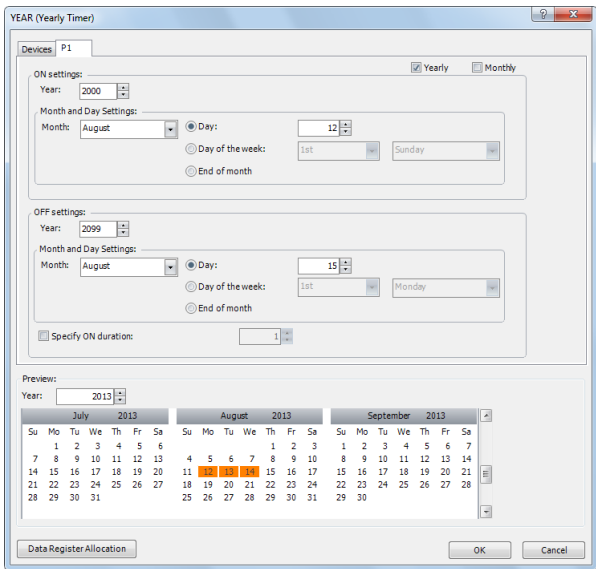 YEAR (Yearly Timer)
Devices P1
Yearly Monthly
ON settings:
Year: 2000
Month and Day Settings:
Month: August Day: 12
Day of the week: 1st Sunday
End of month
OFF settings:
Year: 2099
Month and Day Settings:
Month: August Day: 15
Day of the week: 1st Monday
End of month
Specify ON duration: 1
Preview:
Year: 2013
July 2013 August 2013 September 2013
Su Mo Tu We Th Fr Sa Su Mo Tu We Th Fr Sa Su Mo Tu We Th Fr Sa
1 2 3 4 5 6 1 2 3 1 2 3 4 5 6 7
7 8 9 10 11 12 13 4 5 6 7 8 9 10 8 9 10 11 12 13 14
14 15 16 17 18 19 20 11 12 13 14 15 16 17 15 16 17 18 19 20 21
21 22 23 24 25 26 27 18 19 20 21 22 23 24 22 23 24 25 26 27 28
28 29 30 31 25 26 27 28 29 30 31 29 30
Data Register Allocation OK Cancel